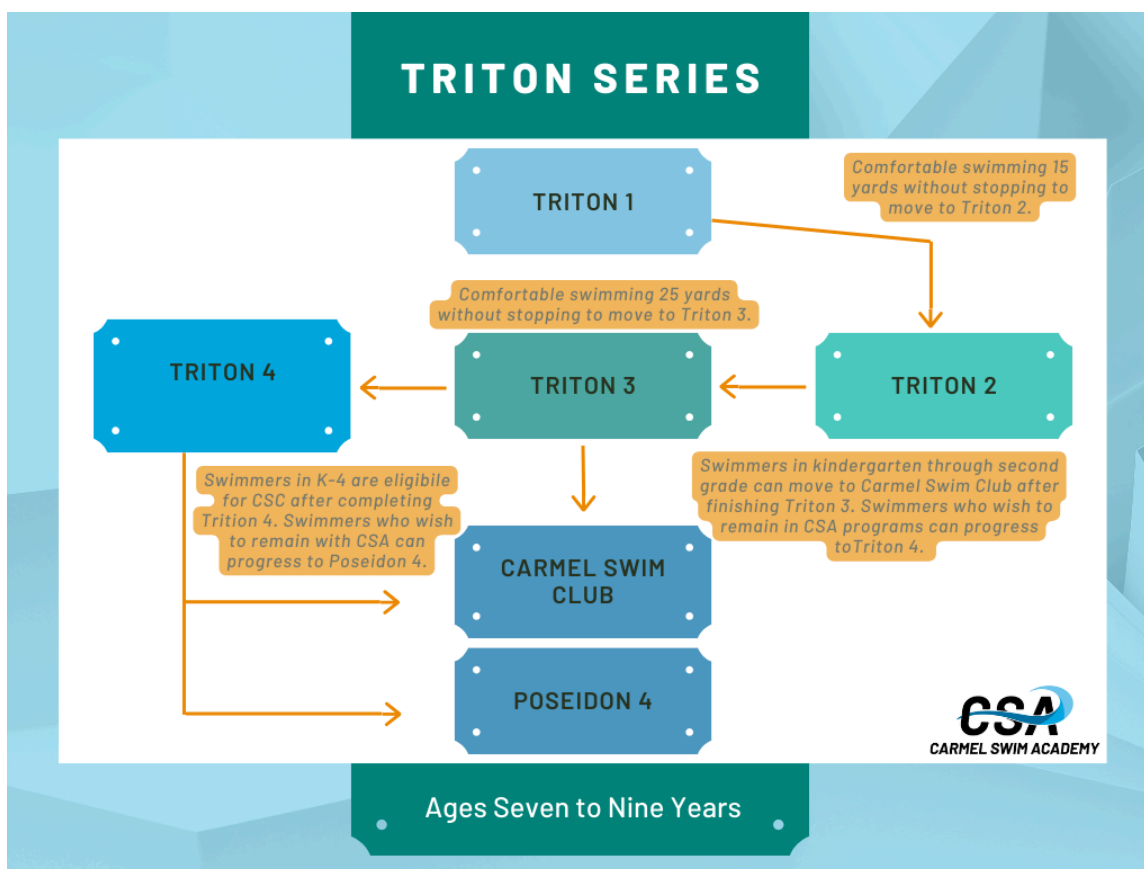 TRITON SERIES
TRITON 1
Comfortable swimming 15
yards without stopping to
move to Triton 2.
Comfortable swimming 25 yards
without stopping to move to Triton 3.
TRITON 4
TRITON 3
TRITON 2
Swimmers in K-4 are eligibile
for CSC after completing
Trition 4. Swimmers who wish
to remain with CSA can
progress to Poseidon 4.
Swimmers in kindergarten through second
grade can move to Carmel Swim Club after
finishing Triton 3. Swimmers who wish to
remain in CSA programs can progress
toTriton 4.
CARMEL SWIM
CLUB
POSEIDON 4
CSA
CARMEL SWIM ACADEMY
Ages Seven to Nine Years